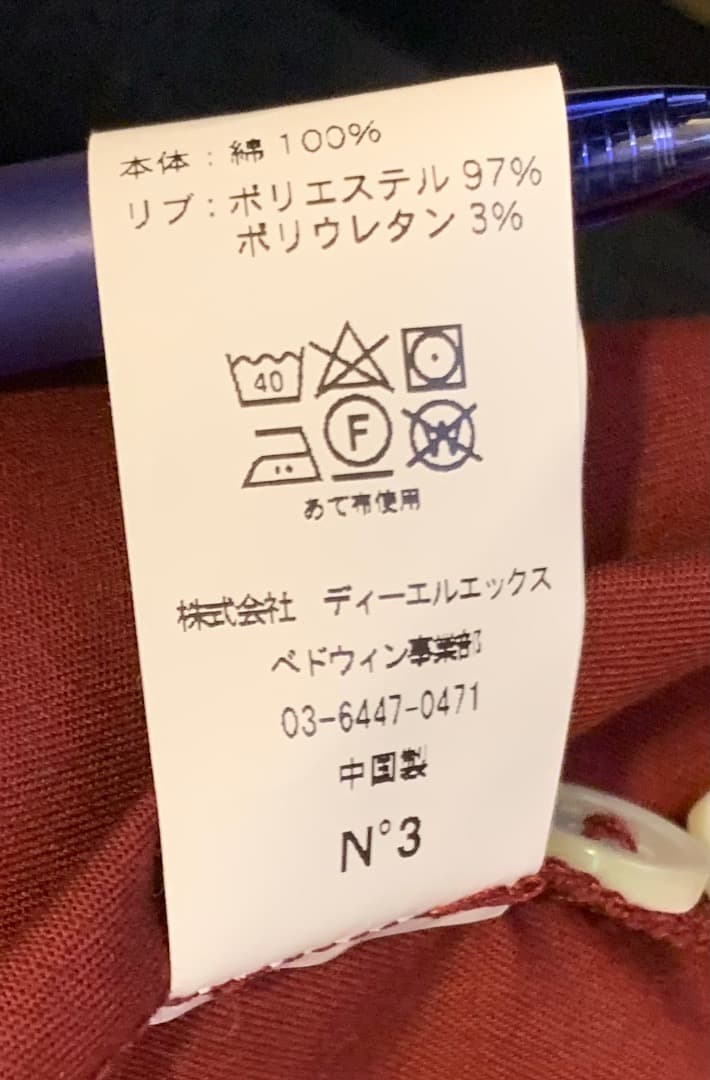 本体：綿 100%
リブ：ポリエステル 97%
ポリウレタン 3%
40
F W
あて布使用
株式会社 ディーエルエックス
ベドウィン事業部
03-6447-0471
中国製
N°3